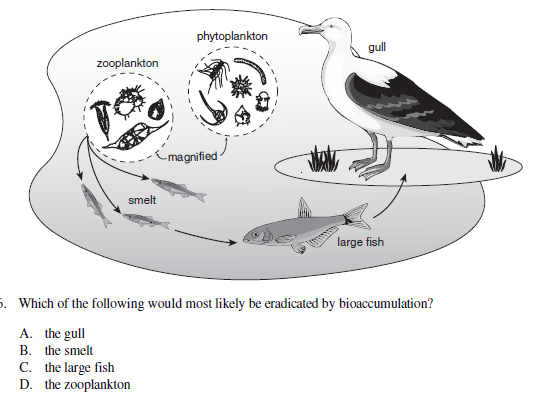 phytoplankton
gull
zooplankton
magnified
smelt
large fish
6. Which of the following would most likely be eradicated by bioaccumulation?
A. the gull
B. the smelt
C. the large fish
D. the zooplankton